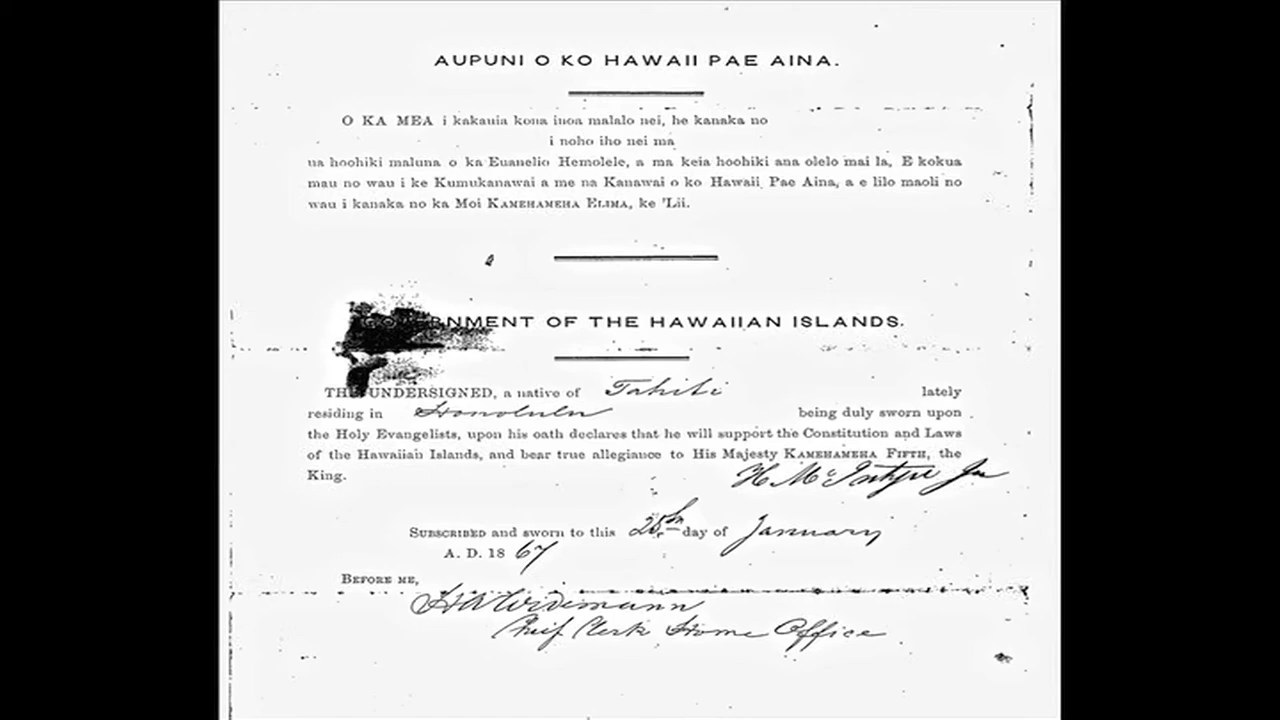 AUPUNI O KO HAWAII PAE AINA.
O KA MEA i kakauia kona inoa malalo nei, he kanaka no
i noho iho nei ma
ua hoohiki maluna o ka Euanelio Hemolele, a ma keia hoohiki ana olelo mai la, E kokua
mau no wau i ke Kumukanawai a me na Kanawai o ko Hawaii Pae Aina, a e lilo maoli no
wau i kanaka no ka Moi KAMEHAMEHA ELIMA, ke 'Lii.
GOVERNMENT OF THE HAWAIIAN ISLANDS.
THE UNDERSIGNED, a native of Tahiti lately
residing in Honolulu being duly sworn upon
the Holy Evangelists, upon his oath declares that he will support the Constitution and Laws
of the Hawaiian Islands, and bear true allegiance to His Majesty KAMEHAMEHA FIFTH, the
King. H. McIntyre Jr
SUBSCRIBED and sworn to this 25th day of January
A. D. 1867
BEFORE ME,
H A Widemann
Chief Clerk Home Office